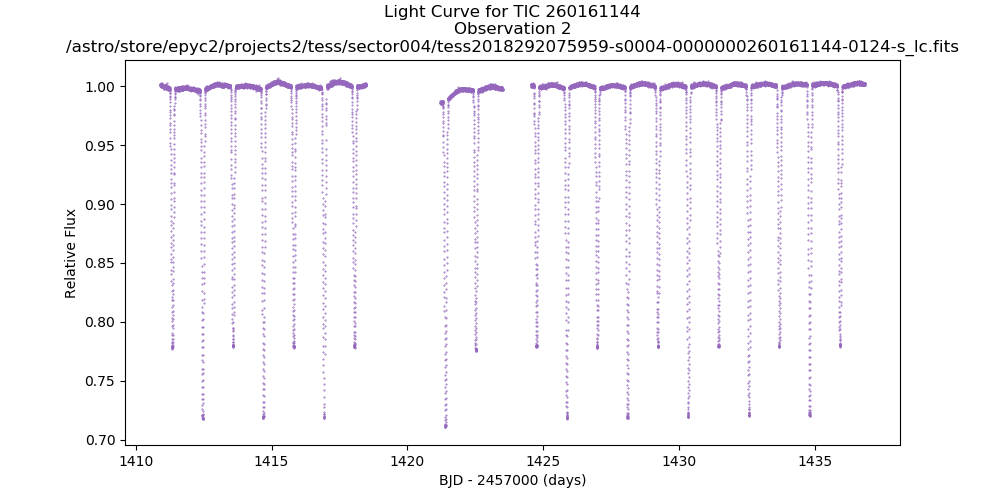 Light Curve for TIC 260161144
Observation 2
/astro/store/epyc2/projects2/tess/sector004/tess2018292075959-s0004-0000000260161144-0124-s_lc.fits
1.00
0.95
0.90
0.85
0.80
0.75
0.70
Relative Flux
1410
1415
1420
1425
1430
1435
BJD - 2457000 (days)